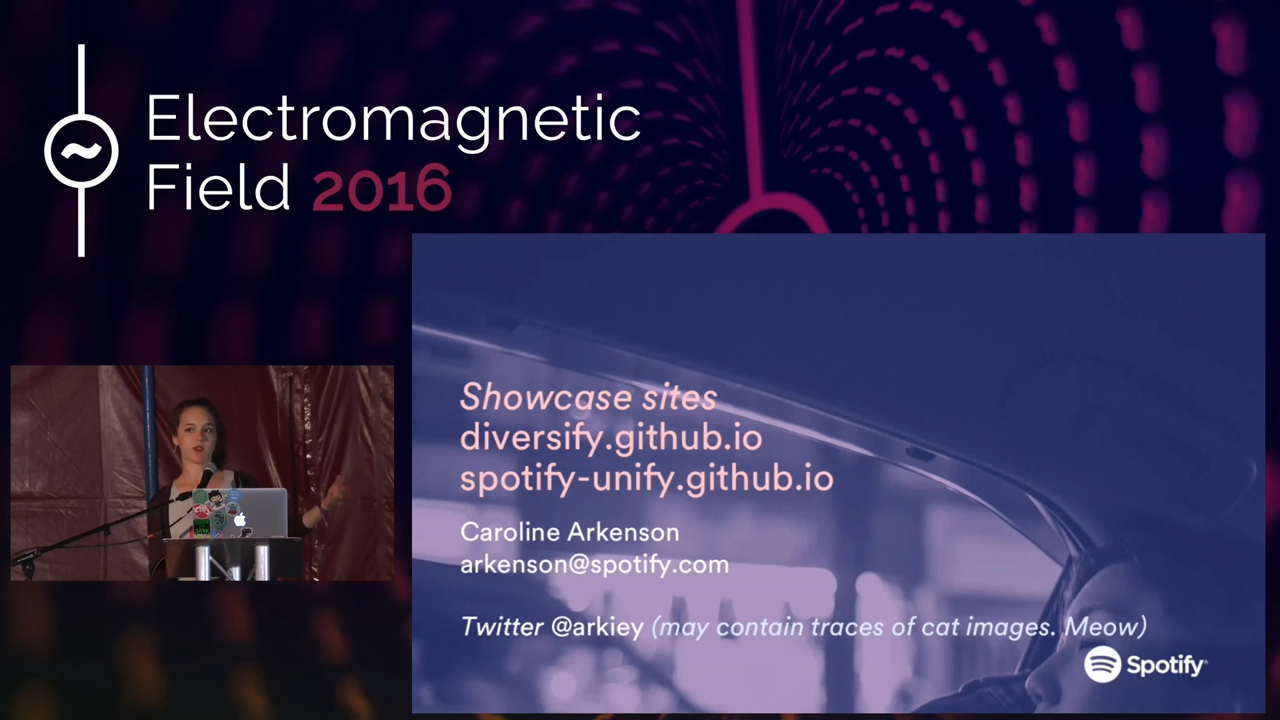 Electromagnetic
Field 2016
Showcase sites
diversify.github.io
spotify-unify.github.io
Caroline Arkenson
arkenson@spotify.com
Twitter @arkiey (may contain traces of cat images. Meow)
Spotify